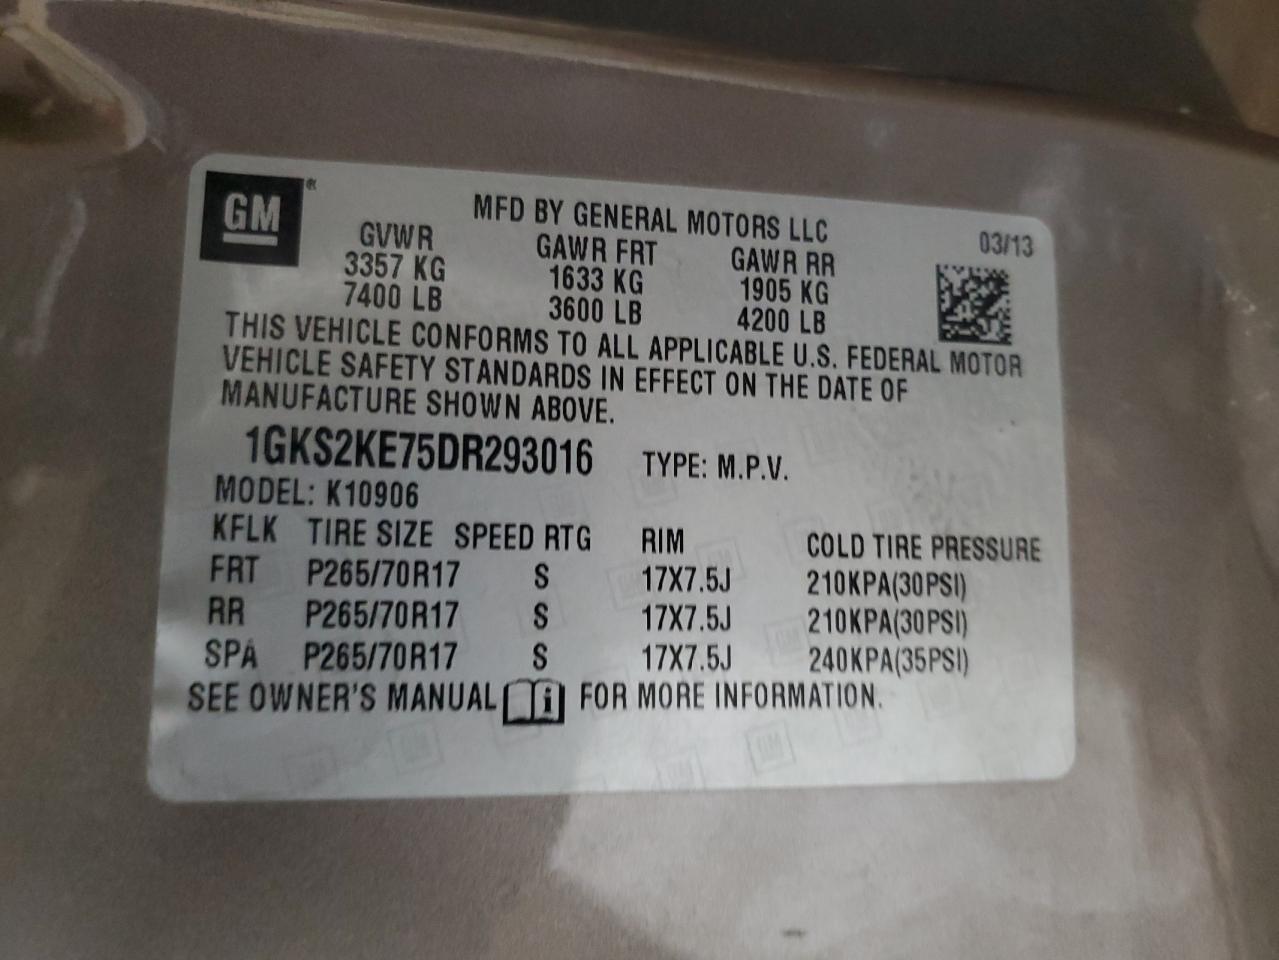 GM®
MFD BY GENERAL MOTORS LLC
03/13
GVWR GAWR FRT GAWR RR
3357 KG 1633 KG 1905 KG
7400 LB 3600 LB 4200 LB
THIS VEHICLE CONFORMS TO ALL APPLICABLE U.S. FEDERAL MOTOR
VEHICLE SAFETY STANDARDS IN EFFECT ON THE DATE OF
MANUFACTURE SHOWN ABOVE.
1GKS2KE75DR293016 TYPE: M.P.V.
MODEL: K10906
KFLK TIRE SIZE SPEED RTG RIM COLD TIRE PRESSURE
FRT P265/70R17 S 17X7.5J 210KPA(30PSI)
RR P265/70R17 S 17X7.5J 210KPA(30PSI)
SPA P265/70R17 S 17X7.5J 240KPA(35PSI)
SEE OWNER'S MANUAL i FOR MORE INFORMATION.